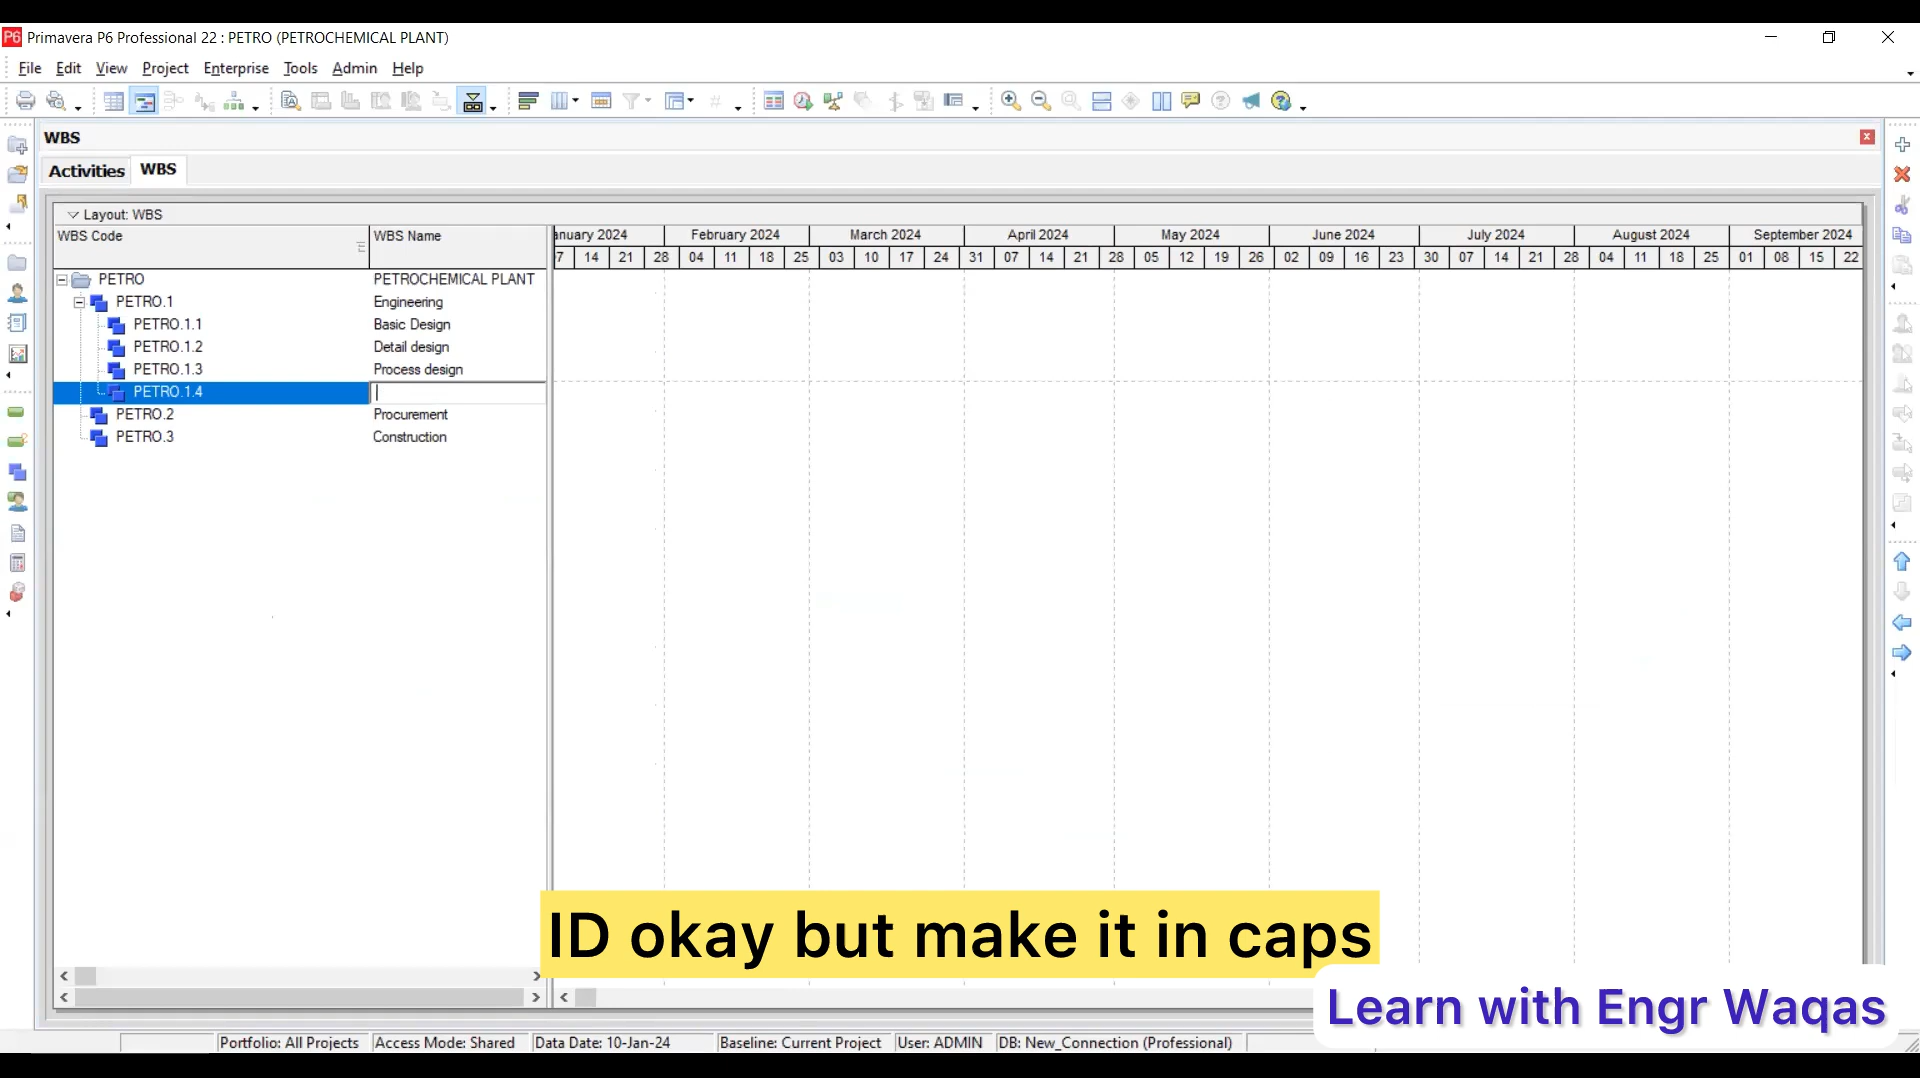 P6 Primavera P6 Professional 22 : PETRO (PETROCHEMICAL PLANT)
File Edit View Project Enterprise Tools Admin Help
WBS
Activities WBS
Layout: WBS
WBS Code WBS Name
anuary 2024 February 2024 March 2024 April 2024 May 2024 June 2024 July 2024 August 2024 September 2024
7 14 21 28 04 11 18 25 03 10 17 24 31 07 14 21 28 05 12 19 26 02 09 16 23 30 07 14 21 28 04 11 18 25 01 08 15 22
PETRO PETROCHEMICAL PLANT
PETRO.1 Engineering
PETRO.1.1 Basic Design
PETRO.1.2 Detail design
PETRO.1.3 Process design
PETRO.1.4
PETRO.2 Procurement
PETRO.3 Construction
ID okay but make it in caps
Learn with Engr Waqas
Portfolio: All Projects Access Mode: Shared Data Date: 10-Jan-24 Baseline: Current Project User: ADMIN DB: New_Connection (Professional)